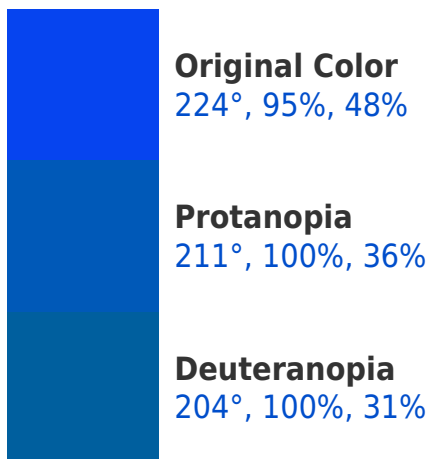 Original Color
224°, 95%, 48%
Protanopia
211°, 100%, 36%
Deuteranopia
204°, 100%, 31%